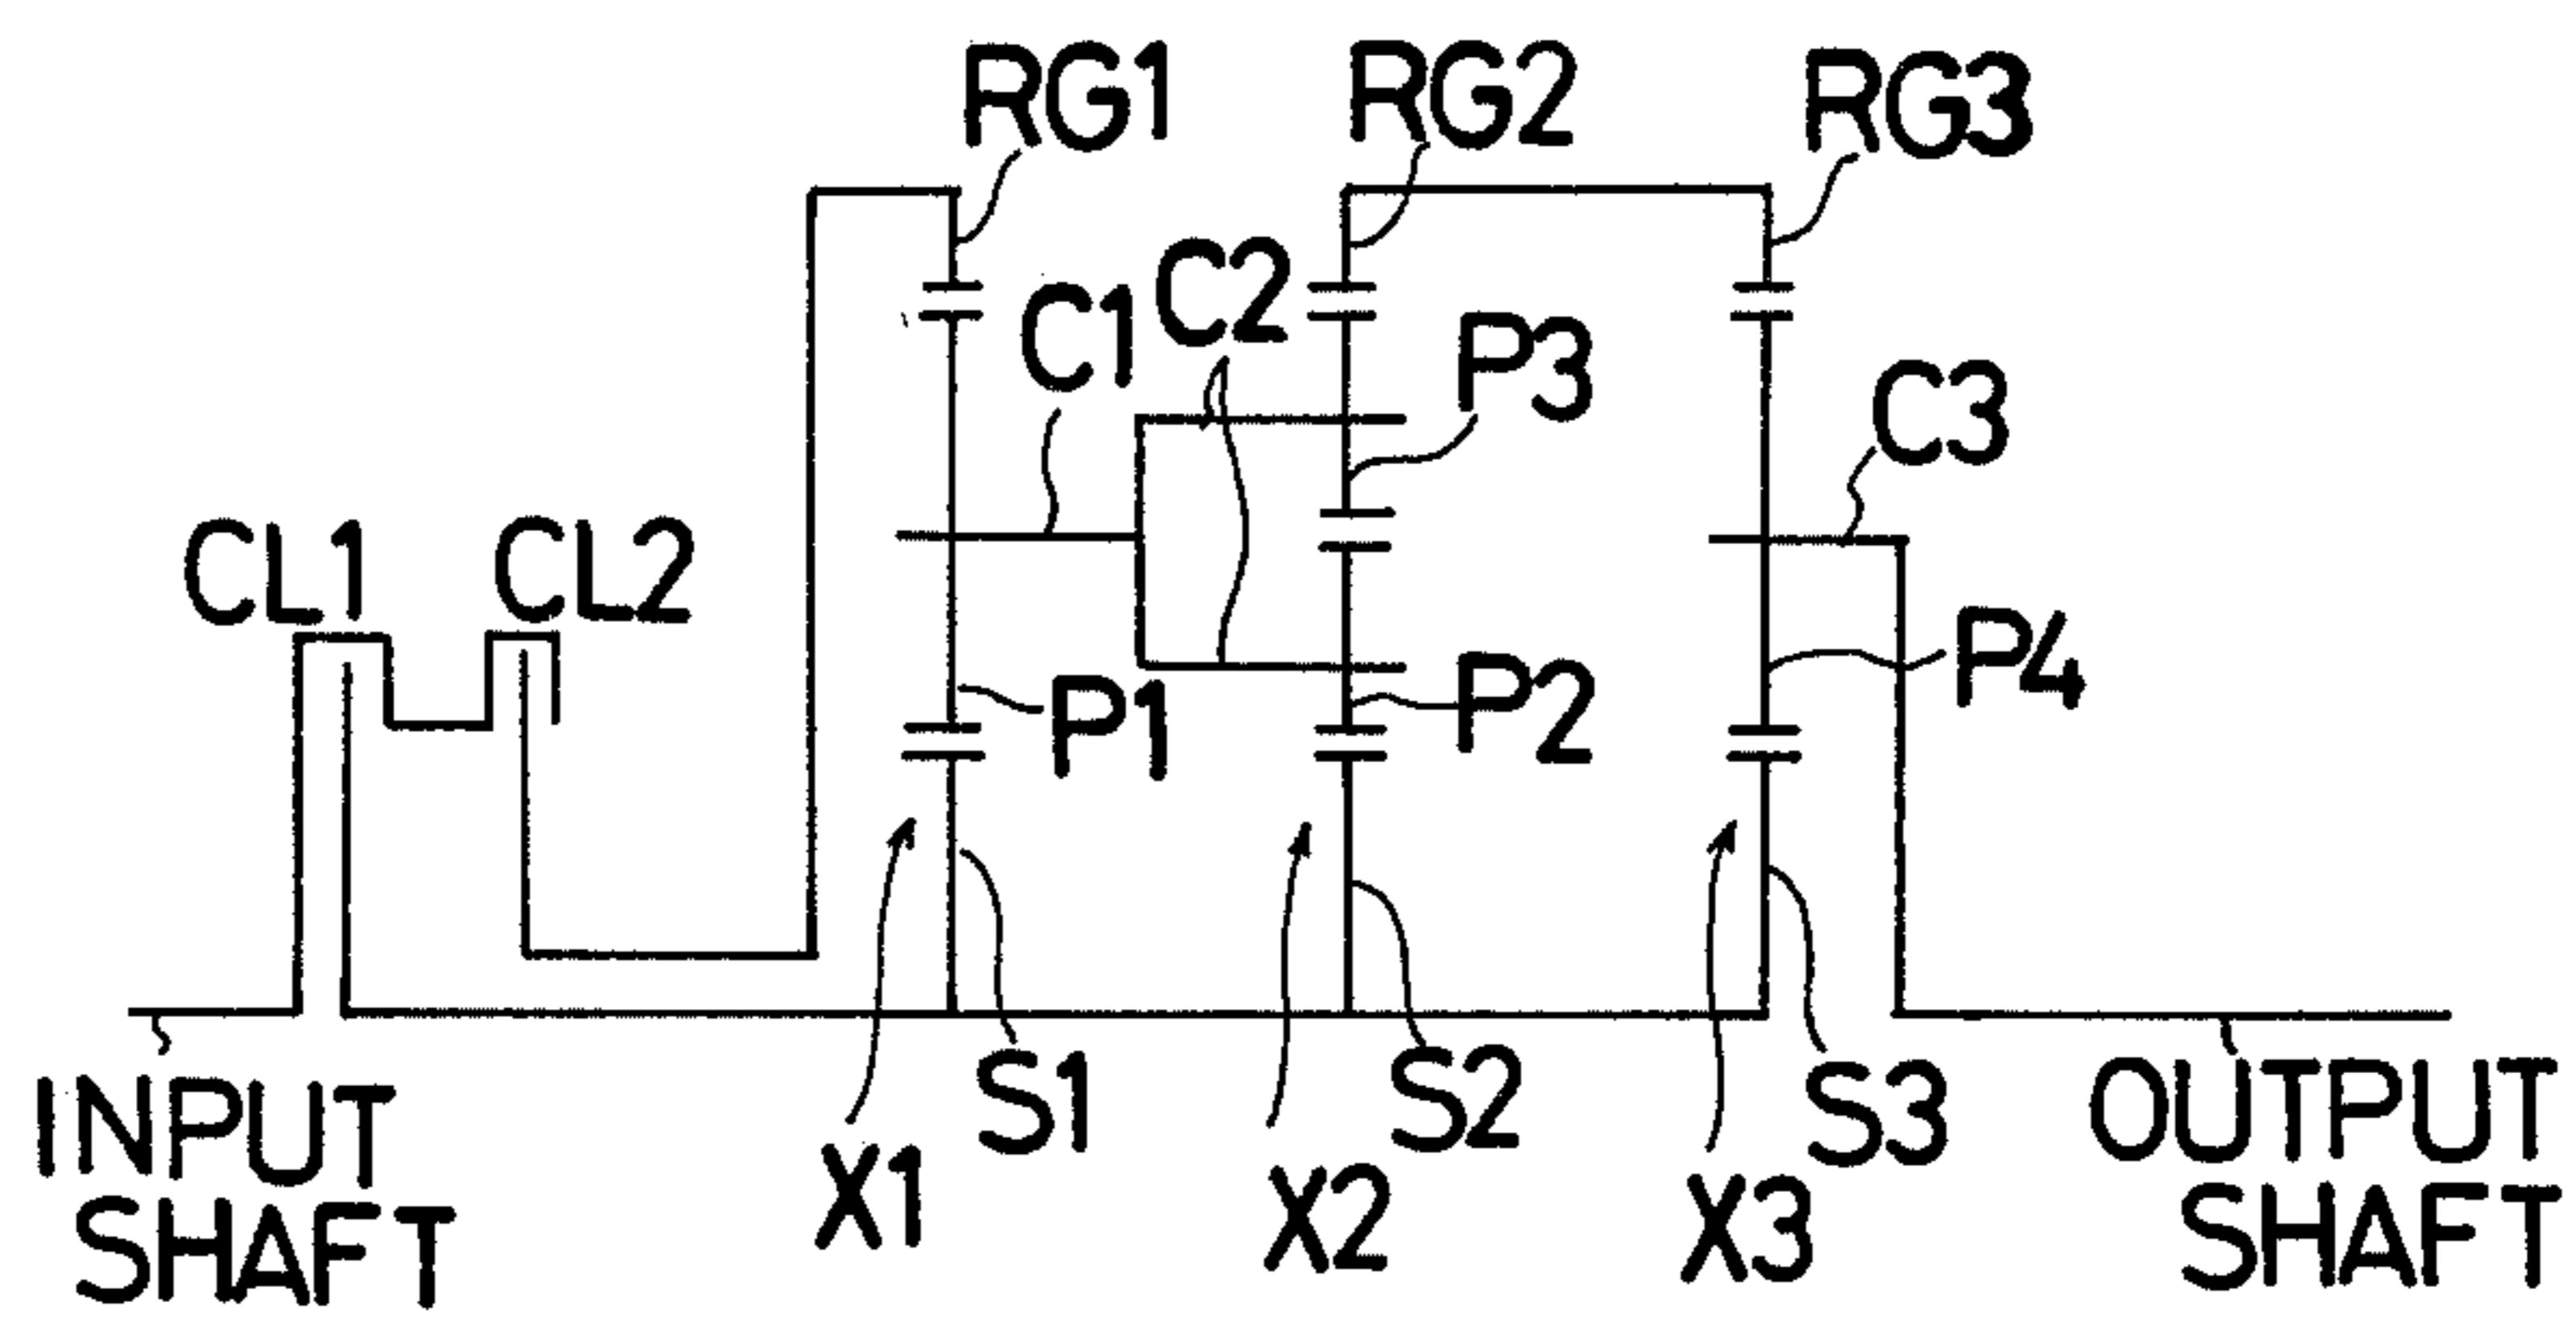 RG1
RG2
RG3
C1
C2
P3
C3
CL1
CL2
P1
P2
P4
S1
S2
S3
X1
X2
X3
INPUT
SHAFT
OUTPUT
SHAFT